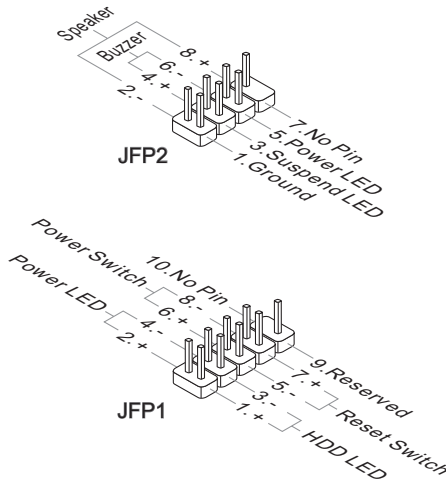 Speaker
Buzzer
8.+
6.-
4.+
2.-
7.No Pin
5.Power LED
3.Suspend LED
1.Ground
JFP2
Power Switch
Power LED
10.No Pin
8.-
6.+
4.-
2.+
9.Reserved
7.+
5.-
Reset Switch
3.-
1.+
HDD LED
JFP1